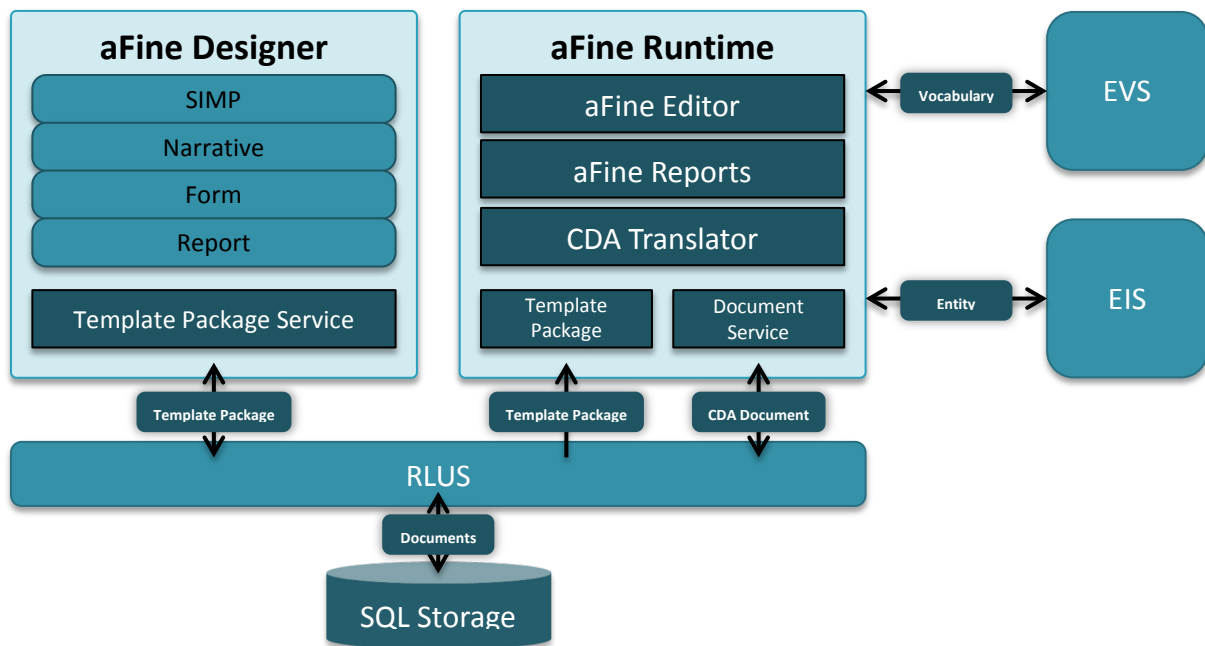 aFine Designer
SIMP
Narrative
Form
Report
Template Package Service
aFine Runtime
aFine Editor
aFine Reports
CDA Translator
Template
Package
Document
Service
Vocabulary
EVS
Entity
EIS
Template Package
Template Package
CDA Document
RLUS
Documents
SQL Storage